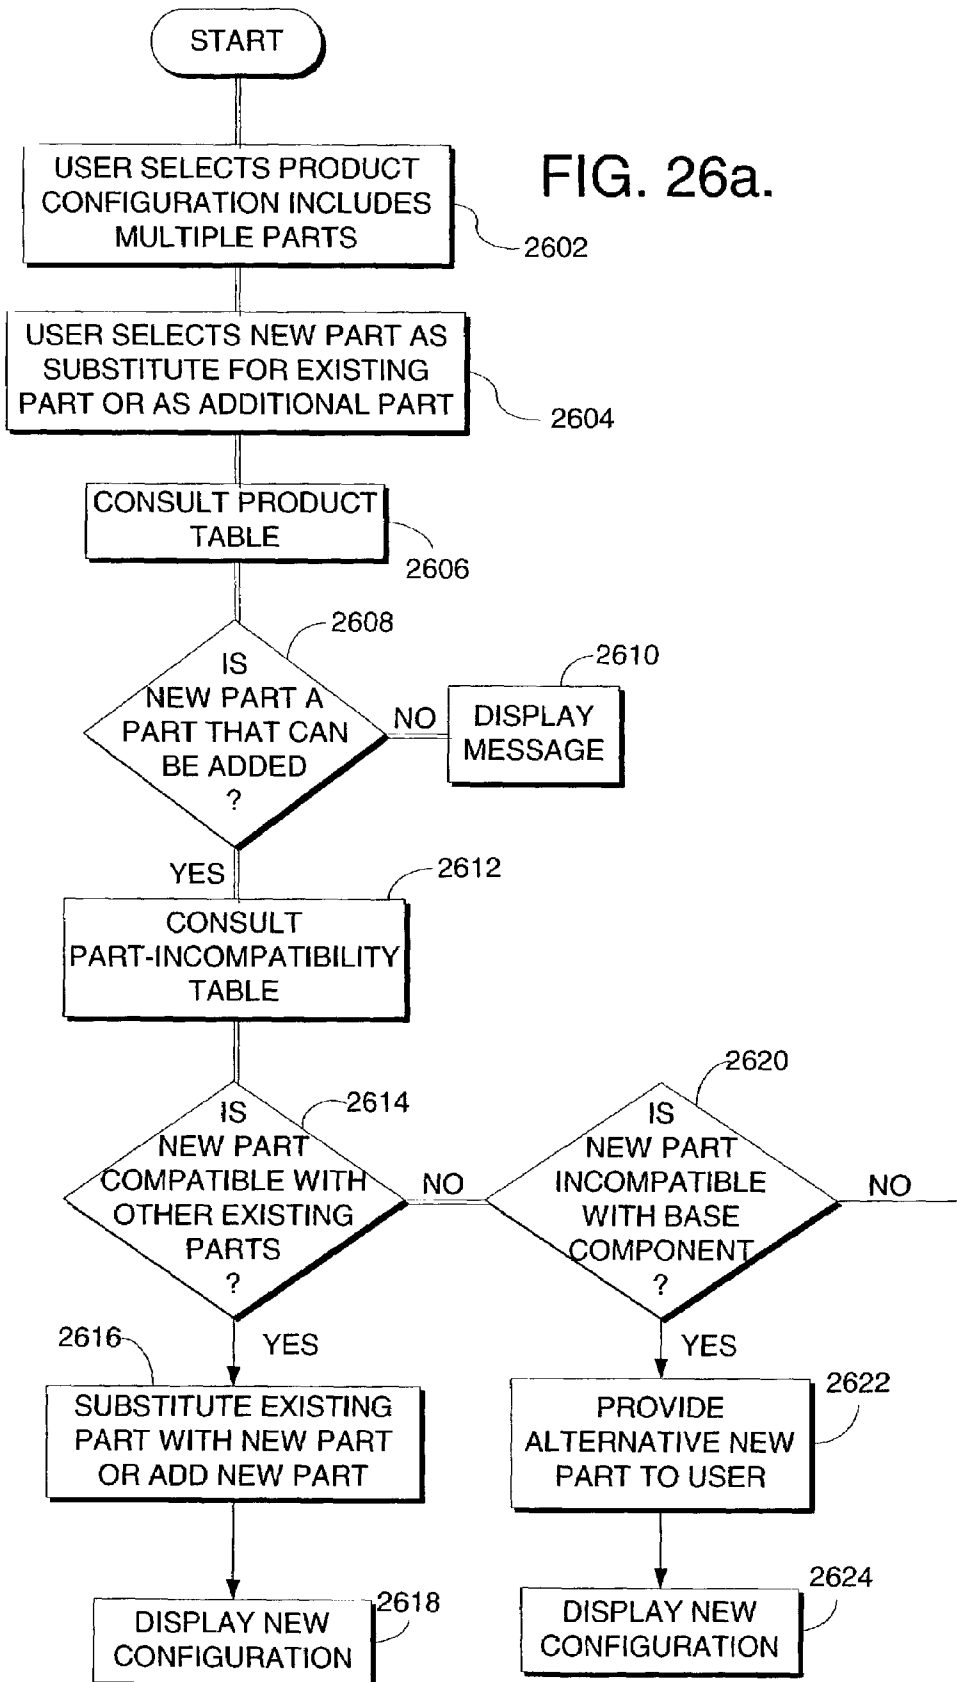 START
FIG. 26a.
USER SELECTS PRODUCT
CONFIGURATION INCLUDES
MULTIPLE PARTS
2602
USER SELECTS NEW PART AS
SUBSTITUTE FOR EXISTING
PART OR AS ADDITIONAL PART
2604
CONSULT PRODUCT
TABLE
2606
2608
IS
NEW PART A
PART THAT CAN
BE ADDED
?
NO
2610
DISPLAY
MESSAGE
YES
2612
CONSULT
PART-INCOMPATIBILITY
TABLE
2614
IS
NEW PART
COMPATIBLE WITH
OTHER EXISTING
PARTS
?
NO
2620
IS
NEW PART
INCOMPATIBLE
WITH BASE
COMPONENT
?
NO
YES
2616
SUBSTITUTE EXISTING
PART WITH NEW PART
OR ADD NEW PART
YES
2622
PROVIDE
ALTERNATIVE NEW
PART TO USER
2618
DISPLAY NEW
CONFIGURATION
2624
DISPLAY NEW
CONFIGURATION